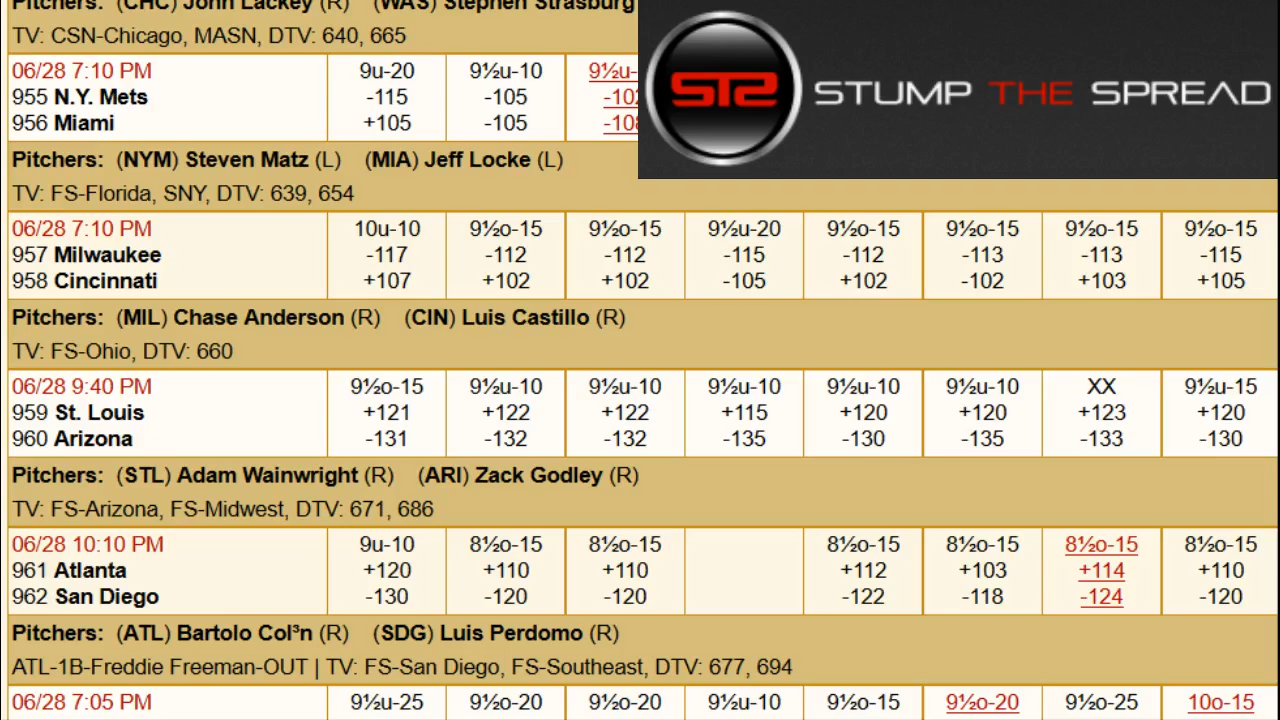 Pitchers: (CHC) John Lackey (R) (WAS) Stephen Strasburg
TV: CSN-Chicago, MASN, DTV: 640, 665
STS STUMP THE SPREAD
06/28 7:10 PM 9u-20 9½u-10 9½u-
955 N.Y. Mets -115 -105 -102
956 Miami +105 -105 -108
Pitchers: (NYM) Steven Matz (L) (MIA) Jeff Locke (L)
TV: FS-Florida, SNY, DTV: 639, 654
06/28 7:10 PM 10u-10 9½o-15 9½o-15 9½u-20 9½o-15 9½o-15 9½o-15 9½o-15
957 Milwaukee -117 -112 -112 -115 -112 -113 -113 -115
958 Cincinnati +107 +102 +102 -105 +102 -102 +103 +105
Pitchers: (MIL) Chase Anderson (R) (CIN) Luis Castillo (R)
TV: FS-Ohio, DTV: 660
06/28 9:40 PM 9½o-15 9½u-10 9½u-10 9½u-10 9½u-10 9½u-10 XX 9½u-15
959 St. Louis +121 +122 +122 +115 +120 +120 +123 +120
960 Arizona -131 -132 -132 -135 -130 -135 -133 -130
Pitchers: (STL) Adam Wainwright (R) (ARI) Zack Godley (R)
TV: FS-Arizona, FS-Midwest, DTV: 671, 686
06/28 10:10 PM 9u-10 8½o-15 8½o-15 8½o-15 8½o-15 8½o-15 8½o-15
961 Atlanta +120 +110 +110 +112 +103 +114 +110
962 San Diego -130 -120 -120 -122 -118 -124 -120
Pitchers: (ATL) Bartolo Col³n (R) (SDG) Luis Perdomo (R)
ATL-1B-Freddie Freeman-OUT | TV: FS-San Diego, FS-Southeast, DTV: 677, 694
06/28 7:05 PM 9½u-25 9½o-20 9½o-20 9½u-10 9½o-15 9½o-20 9½o-25 10o-15